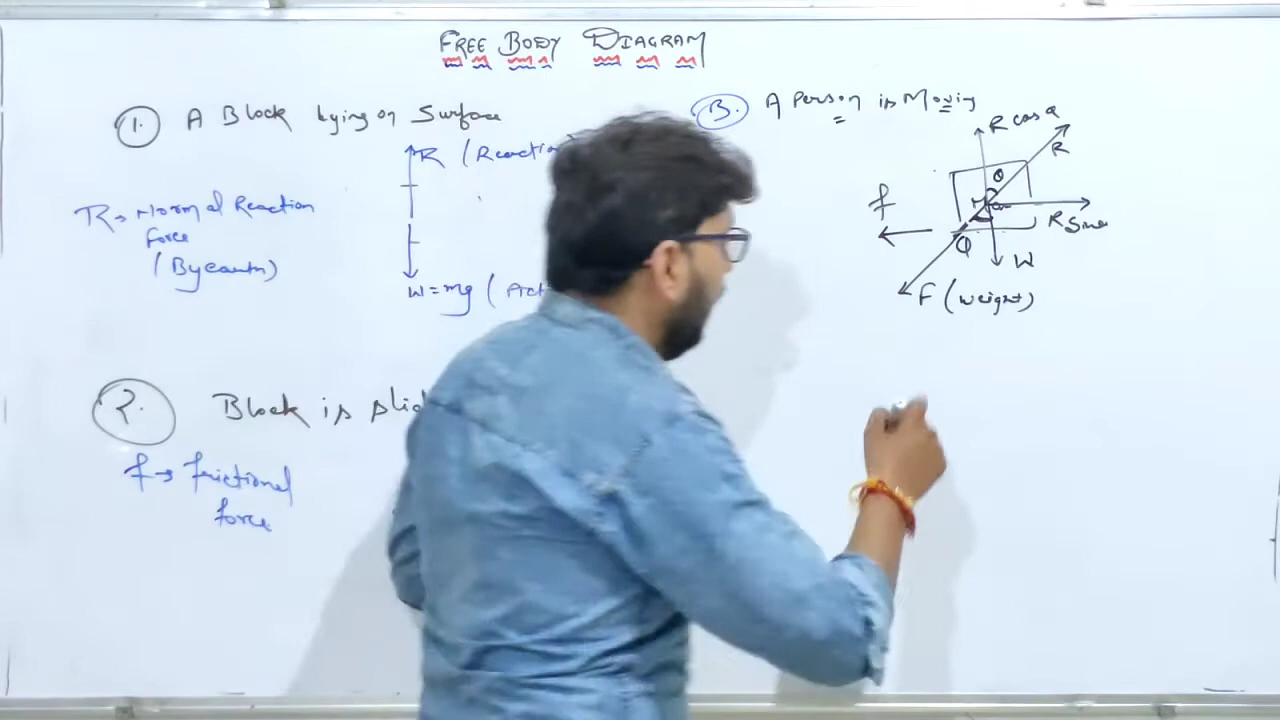 FREE BODY DIAGRAM
1. A Block lying on Surface
R (Reaction
R → Normal Reaction
force
(By earth)
W = mg (Act
2. Block is slid
f → frictional
force
3. A Person is Moving
R cos θ
R
θ
f
R Sin θ
W
F (weight)